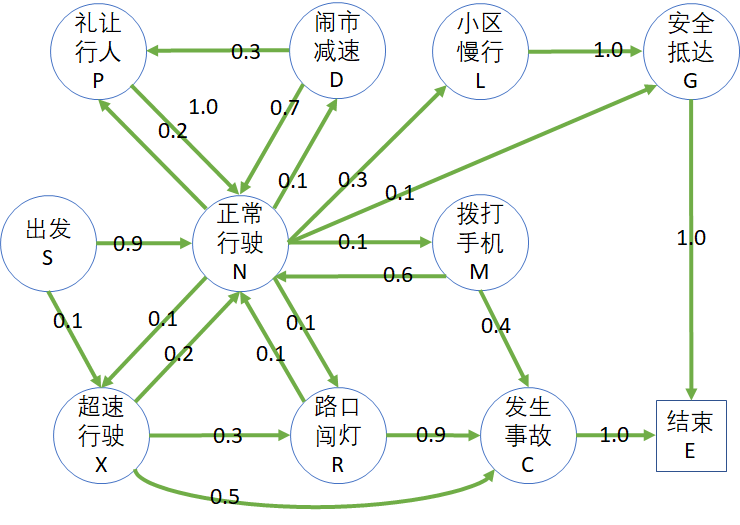 礼让
行人
P
闹市
减速
D
小区
慢行
L
安全
抵达
G
0.3
1.0
1.0
0.2
0.7
0.1
0.3
0.1
出发
S
0.9
正常
行驶
N
0.1
拨打
手机
M
0.6
1.0
0.1
0.1
0.2
0.1
0.1
0.4
超速
行驶
X
0.3
路口
闯灯
R
0.9
发生
事故
C
1.0
结束
E
0.5